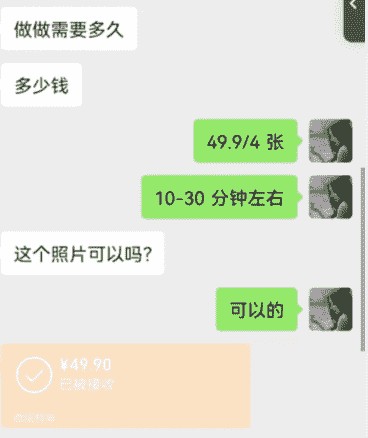 做做需要多久
多少钱
49.9/4 张
10-30 分钟左右
这个照片可以吗?
可以的
¥49.90
已被接收